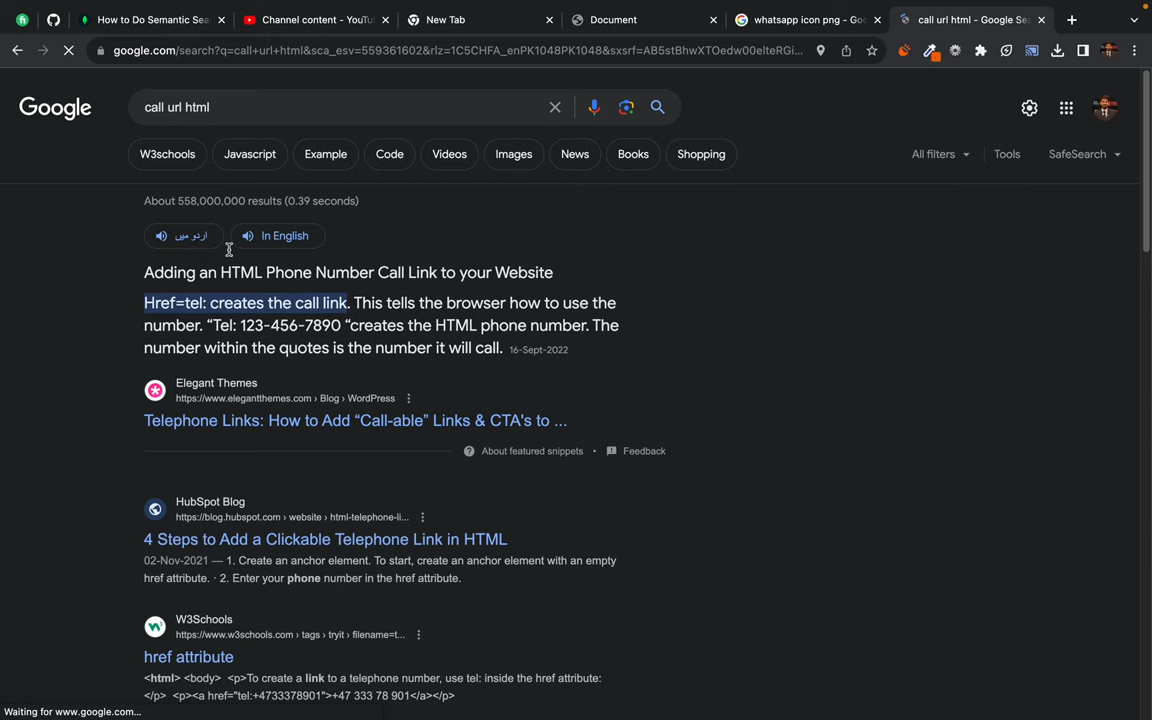 How to Do Semantic Sea
Channel content - YouTu
New Tab
Document
whatsapp icon png - Goo
call url html - Google Sea
google.com/search?q=call+url+html&sca_esv=559361602&rlz=1C5CHFA_enPK1048PK1048&sxsrf=AB5stBhwXTOedw00elteRGi...
Google
call url html
W3schools
Javascript
Example
Code
Videos
Images
News
Books
Shopping
All filters
Tools
SafeSearch
About 558,000,000 results (0.39 seconds)
اردو میں
In English
Adding an HTML Phone Number Call Link to your Website
Href=tel: creates the call link. This tells the browser how to use the
number. “Tel: 123-456-7890 “creates the HTML phone number. The
number within the quotes is the number it will call. 16-Sept-2022
Elegant Themes
https://www.elegantthemes.com › Blog › WordPress
Telephone Links: How to Add “Call-able” Links & CTA's to ...
About featured snippets • Feedback
HubSpot Blog
https://blog.hubspot.com › website › html-telephone-li...
4 Steps to Add a Clickable Telephone Link in HTML
02-Nov-2021 — 1. Create an anchor element. To start, create an anchor element with an empty
href attribute. · 2. Enter your phone number in the href attribute.
W3Schools
https://www.w3schools.com › tags › tryit › filename=t...
href attribute
<html> <body> <p>To create a link to a telephone number, use tel: inside the href attribute:
</p> <p><a href="tel:+4733378901">+47 333 78 901</a></p>
Waiting for www.google.com...